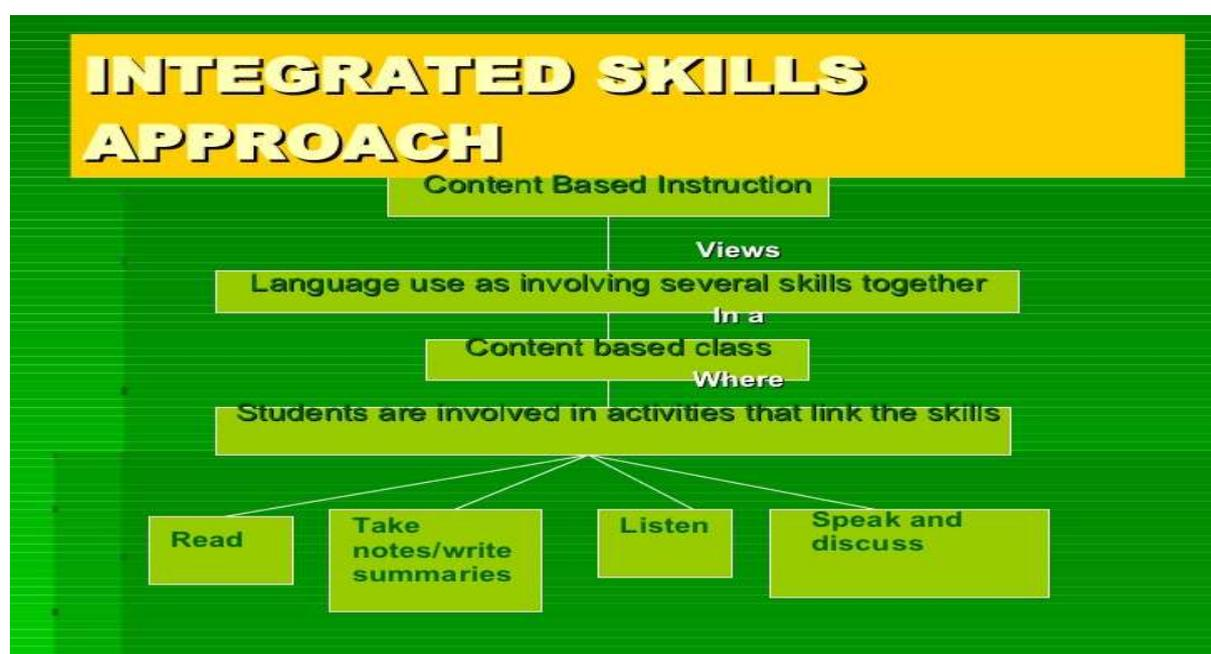 INTEGRATED SKILLS
APPROACH
Content Based Instruction
Views
Language use as involving several skills together
In a
Content based class
Where
Students are involved in activities that link the skills
Read
Take
notes/write
summaries
Listen
Speak and
discuss